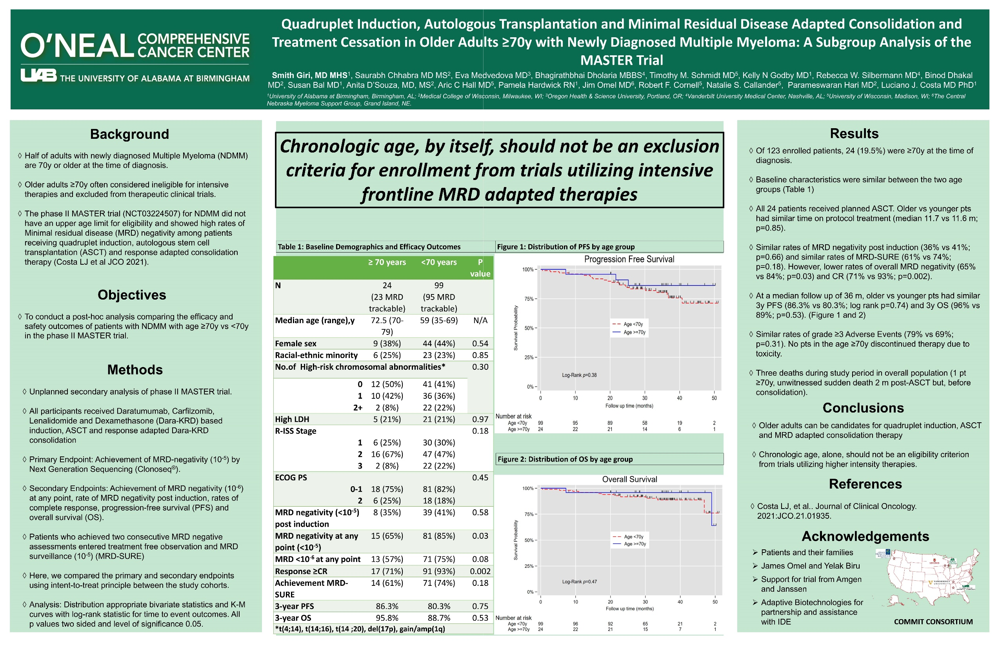 O'NEAL COMPREHENSIVE
CANCER CENTER
UAB THE UNIVERSITY OF ALABAMA AT BIRMINGHAM
Quadruplet Induction, Autologous Transplantation and Minimal Residual Disease Adapted Consolidation and
Treatment Cessation in Older Adults ≥70y with Newly Diagnosed Multiple Myeloma: A Subgroup Analysis of the
MASTER Trial
Smith Giri, MD MHS¹, Saurabh Chhabra MD MS², Eva Medvedova MD³, Bhagirathbhai Dholaria MBBS⁴, Timothy M. Schmidt MD⁵, Kelly N Godby MD¹, Rebecca W. Silbermann MD⁴, Binod Dhakal
MD², Susan Bal MD¹, Anita D'Souza, MD, MS², Aric C Hall MD⁵, Pamela Hardwick RN¹, Jim Omel MD⁶, Robert F. Cornell⁵, Natalie S. Callander⁵, Parameswaran Hari MD², Luciano J. Costa MD PhD¹
¹University of Alabama at Birmingham, Birmingham, AL; ²Medical College of Wisconsin, Milwaukee, WI; ³Oregon Health & Science University, Portland, OR; ⁴Vanderbilt University Medical Center, Nashville, AL; ⁵University of Wisconsin, Madison, WI; ⁶The Central
Nebraska Myeloma Support Group, Grand Island, NE.
Background
◊ Half of adults with newly diagnosed Multiple Myeloma (NDMM)
are 70y or older at the time of diagnosis.
◊ Older adults ≥70y often considered ineligible for intensive
therapies and excluded from therapeutic clinical trials.
◊ The phase II MASTER trial (NCT03224507) for NDMM did not
have an upper age limit for eligibility and showed high rates of
Minimal residual disease (MRD) negativity among patients
receiving quadruplet induction, autologous stem cell
transplantation (ASCT) and response adapted consolidation
therapy (Costa LJ et al JCO 2021).
Objectives
◊ To conduct a post-hoc analysis comparing the efficacy and
safety outcomes of patients with NDMM with age ≥70y vs <70y
in the phase II MASTER trial.
Methods
◊ Unplanned secondary analysis of phase II MASTER trial.
◊ All participants received Daratumumab, Carfilzomib,
Lenalidomide and Dexamethasone (Dara-KRD) based
induction, ASCT and response adapted Dara-KRD
consolidation
◊ Primary Endpoint: Achievement of MRD-negativity (10⁻⁵) by
Next Generation Sequencing (Clonoseq®).
◊ Secondary Endpoints: Achievement of MRD negativity (10⁻⁶)
at any point, rate of MRD negativity post induction, rates of
complete response, progression-free survival (PFS) and
overall survival (OS).
◊ Patients who achieved two consecutive MRD negative
assessments entered treatment free observation and MRD
surveillance (10⁻⁵) (MRD-SURE)
◊ Here, we compared the primary and secondary endpoints
using intent-to-treat principle between the study cohorts.
◊ Analysis: Distribution appropriate bivariate statistics and K-M
curves with log-rank statistic for time to event outcomes. All
p values two sided and level of significance 0.05.
Chronologic age, by itself, should not be an exclusion
criteria for enrollment from trials utilizing intensive
frontline MRD adapted therapies
Table 1: Baseline Demographics and Efficacy Outcomes
≥ 70 years <70 years P
value
N 24 99
(23 MRD (95 MRD
trackable) trackable)
Median age (range),y 72.5 (70- 59 (35-69) N/A
79)
Female sex 9 (38%) 44 (44%) 0.54
Racial-ethnic minority 6 (25%) 23 (23%) 0.85
No.of High-risk chromosomal abnormalities* 0.30
0 12 (50%) 41 (41%)
1 10 (42%) 36 (36%)
2+ 2 (8%) 22 (22%)
High LDH 5 (21%) 21 (21%) 0.97
R-ISS Stage 0.18
1 6 (25%) 30 (30%)
2 16 (67%) 47 (47%)
3 2 (8%) 22 (22%)
ECOG PS 0.45
0-1 18 (75%) 81 (82%)
2 6 (25%) 18 (18%)
MRD negativity (<10⁻⁵) 8 (35%) 39 (41%) 0.58
post induction
MRD negativity at any 15 (65%) 81 (85%) 0.03
point (<10⁻⁵)
MRD <10⁻⁶ at any point 13 (57%) 71 (75%) 0.08
Response ≥CR 17 (71%) 91 (93%) 0.002
Achievement MRD- 14 (61%) 71 (74%) 0.18
SURE
3-year PFS 86.3% 80.3% 0.75
3-year OS 95.8% 88.7% 0.53
*t(4;14), t(14;16), t(14 ;20), del(17p), gain/amp(1q)
Figure 1: Distribution of PFS by age group
Progression Free Survival
100%
75%
50%
25%
0%
Survival Probability
Age <70y
Age >=70y
Log-Rank p=0.38
0 10 20 30 40 50
Follow up time (months)
Number at risk
Age <70y 99 95 89 58 19 2
Age >=70y 24 22 21 14 6 1
Figure 2: Distribution of OS by age group
Overall Survival
100%
75%
50%
25%
0%
Survival Probability
Age <70y
Age >=70y
Log-Rank p=0.47
0 10 20 30 40 50
Follow up time (months)
Number at risk
Age <70y 99 96 92 65 21 2
Age >=70y 24 22 21 15 7 1
Results
◊ Of 123 enrolled patients, 24 (19.5%) were ≥70y at the time of
diagnosis.
◊ Baseline characteristics were similar between the two age
groups (Table 1)
◊ All 24 patients received planned ASCT. Older vs younger pts
had similar time on protocol treatment (median 11.7 vs 11.6 m;
p=0.85).
◊ Similar rates of MRD negativity post induction (36% vs 41%;
p=0.66) and similar rates of MRD-SURE (61% vs 74%;
p=0.18). However, lower rates of overall MRD negativity (65%
vs 84%; p=0.03) and CR (71% vs 93%; p=0.002).
◊ At a median follow up of 36 m, older vs younger pts had similar
3y PFS (86.3% vs 80.3%; log rank p=0.74) and 3y OS (96% vs
89%; p=0.53). (Figure 1 and 2)
◊ Similar rates of grade ≥3 Adverse Events (79% vs 69%;
p=0.31). No pts in the age ≥70y discontinued therapy due to
toxicity.
◊ Three deaths during study period in overall population (1 pt
≥70y, unwitnessed sudden death 2 m post-ASCT but, before
consolidation).
Conclusions
◊ Older adults can be candidates for quadruplet induction, ASCT
and MRD adapted consolidation therapy
◊ Chronologic age, alone, should not be an eligibility criterion
from trials utilizing higher intensity therapies.
References
◊ Costa LJ, et al.. Journal of Clinical Oncology.
2021:JCO.21.01935.
Acknowledgements
➢ Patients and their families
➢ James Omel and Yelak Biru
➢ Support for trial from Amgen
and Janssen
➢ Adaptive Biotechnologies for
partnership and assistance
with IDE
VANDERBILT
UNIVERSITY
UAB
COMMIT CONSORTIUM